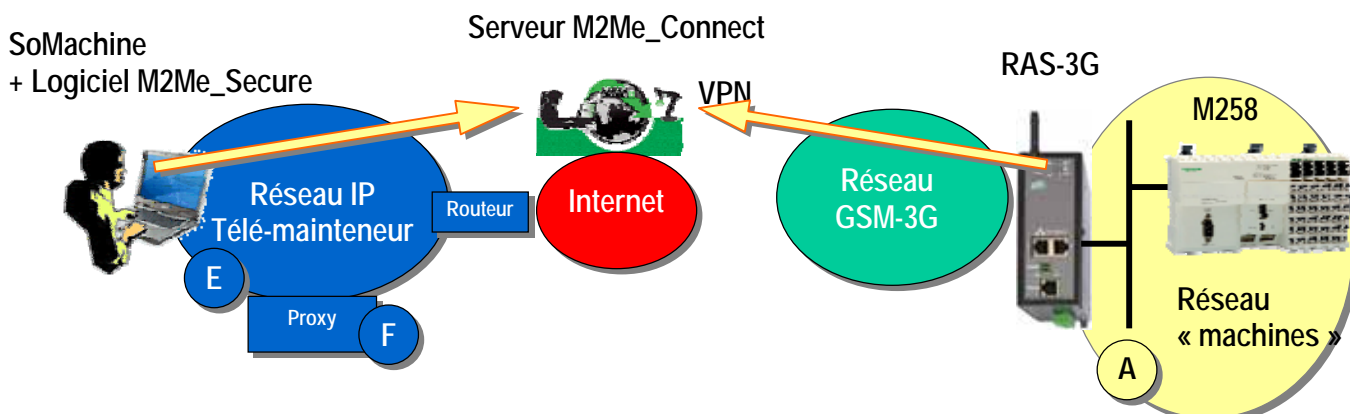 Serveur M2Me_Connect
SoMachine
+ Logiciel M2Me_Secure
VPN
RAS-3G
M258
Réseau IP
Télé-mainteneur
Routeur
Internet
Réseau
GSM-3G
E
Proxy
F
Réseau
« machines »
A